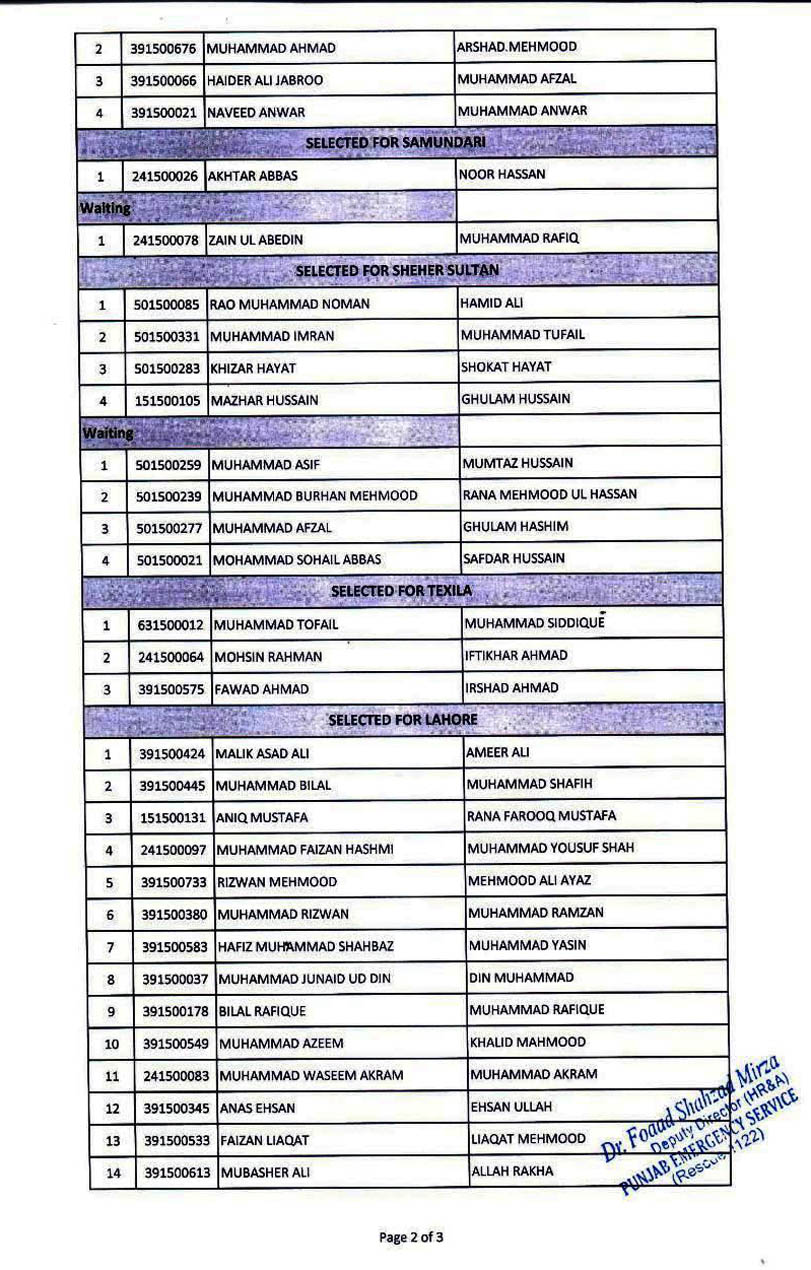 2 391500676 MUHAMMAD AHMAD ARSHAD.MEHMOOD
3 391500066 HAIDER ALI JABROO MUHAMMAD AFZAL
4 391500021 NAVEED ANWAR MUHAMMAD ANWAR
SELECTED FOR SAMUNDARI
1 241500026 AKHTAR ABBAS NOOR HASSAN
Waiting
1 241500078 ZAIN UL ABEDIN MUHAMMAD RAFIQ
SELECTED FOR SHEHER SULTAN
1 501500085 RAO MUHAMMAD NOMAN HAMID ALI
2 501500331 MUHAMMAD IMRAN MUHAMMAD TUFAIL
3 501500283 KHIZAR HAYAT SHOKAT HAYAT
4 151500105 MAZHAR HUSSAIN GHULAM HUSSAIN
Waiting
1 501500259 MUHAMMAD ASIF MUMTAZ HUSSAIN
2 501500239 MUHAMMAD BURHAN MEHMOOD RANA MEHMOOD UL HASSAN
3 501500277 MUHAMMAD AFZAL GHULAM HASHIM
4 501500021 MOHAMMAD SOHAIL ABBAS SAFDAR HUSSAIN
SELECTED FOR TEXILA
1 631500012 MUHAMMAD TOFAIL MUHAMMAD SIDDIQUE
2 241500064 MOHSIN RAHMAN IFTIKHAR AHMAD
3 391500575 FAWAD AHMAD IRSHAD AHMAD
SELECTED FOR LAHORE
1 391500424 MALIK ASAD ALI AMEER ALI
2 391500445 MUHAMMAD BILAL MUHAMMAD SHAFIH
3 151500131 ANIQ MUSTAFA RANA FAROOQ MUSTAFA
4 241500097 MUHAMMAD FAIZAN HASHMI MUHAMMAD YOUSUF SHAH
5 391500733 RIZWAN MEHMOOD MEHMOOD ALI AYAZ
6 391500380 MUHAMMAD RIZWAN MUHAMMAD RAMZAN
7 391500583 HAFIZ MUHAMMAD SHAHBAZ MUHAMMAD YASIN
8 391500037 MUHAMMAD JUNAID UD DIN DIN MUHAMMAD
9 391500178 BILAL RAFIQUE MUHAMMAD RAFIQUE
10 391500549 MUHAMMAD AZEEM KHALID MAHMOOD
11 241500083 MUHAMMAD WASEEM AKRAM MUHAMMAD AKRAM
12 391500345 ANAS EHSAN EHSAN ULLAH
13 391500533 FAIZAN LIAQAT LIAQAT MEHMOOD
14 391500613 MUBASHER ALI ALLAH RAKHA
Dr. Foaad Shahzad Mirza
Deputy Director (HR&A)
PUNJAB EMERGENCY SERVICE
(Rescue 1122)
Page 2 of 3